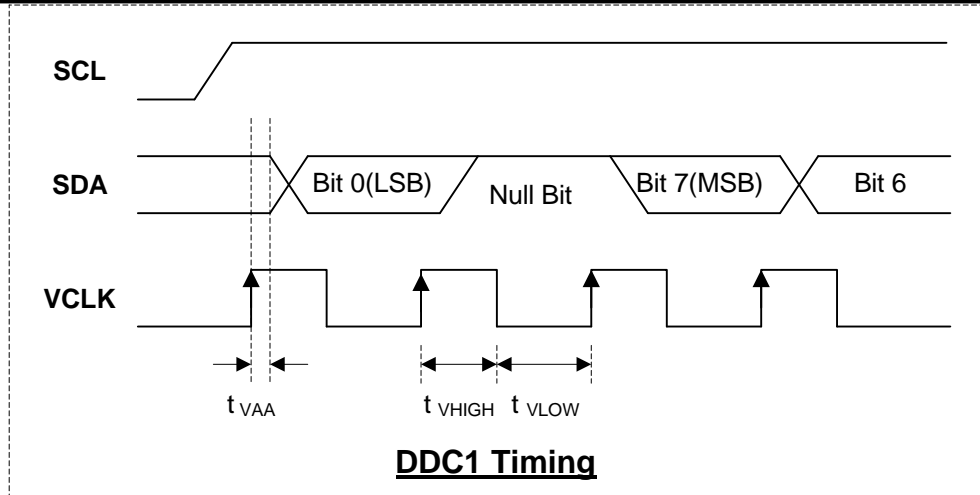 SCL
SDA Bit 0(LSB) Null Bit Bit 7(MSB) Bit 6
VCLK
t VAA t VHIGH t VLOW
DDC1 Timing